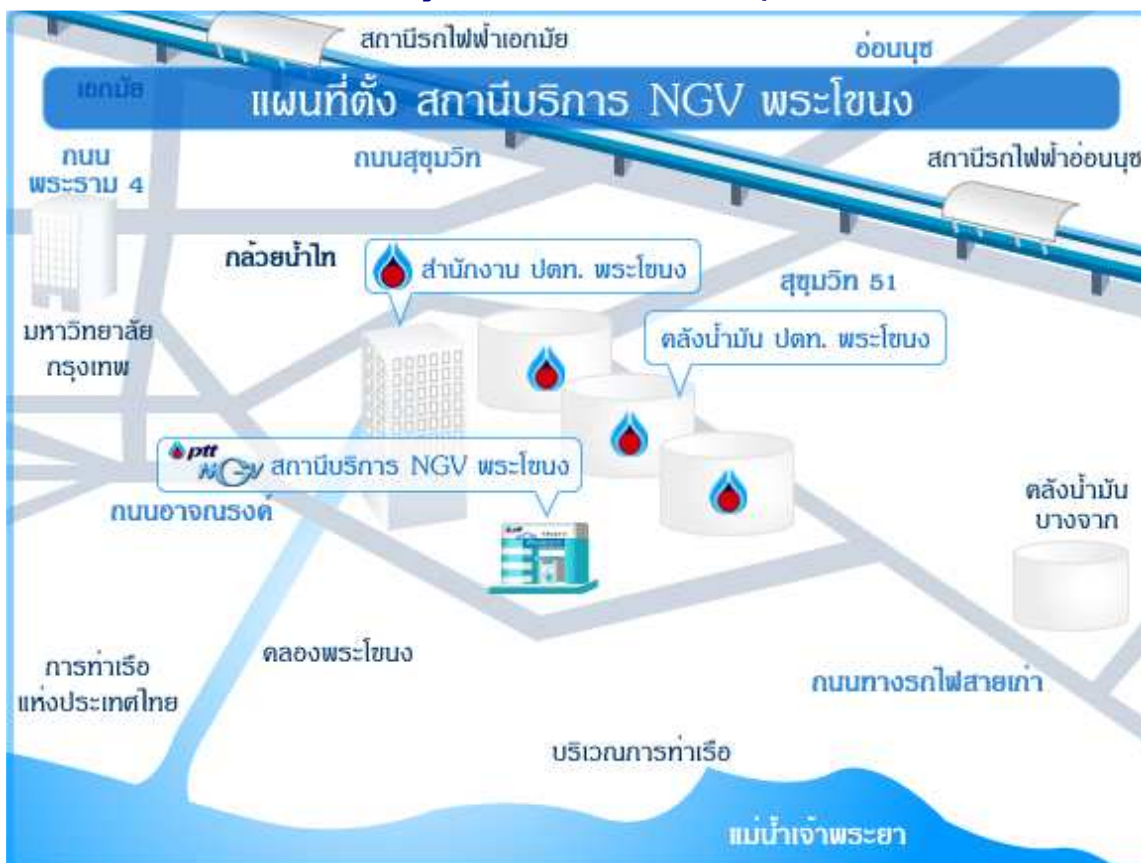 สถานีรถไฟฟ้าเอกมัย
อ่อนนุช
เอกมัย
แผนที่ตั้ง สถานีบริการ NGV พระโขนง
ถนน
พระราม 4
ถนนสุขุมวิท
สถานีรถไฟฟ้าอ่อนนุช
กล้วยน้ำไท
สำนักงาน ปตท. พระโขนง
สุขุมวิท 51
มหาวิทยาลัย
กรุงเทพ
คลังน้ำมัน ปตท. พระโขนง
ptt
NGV สถานีบริการ NGV พระโขนง
ถนนอาจณรงค์
คลังน้ำมัน
บางจาก
คลองพระโขนง
การท่าเรือ
แห่งประเทศไทย
ถนนทางรถไฟสายเก่า
บริเวณการท่าเรือ
แม่น้ำเจ้าพระยา